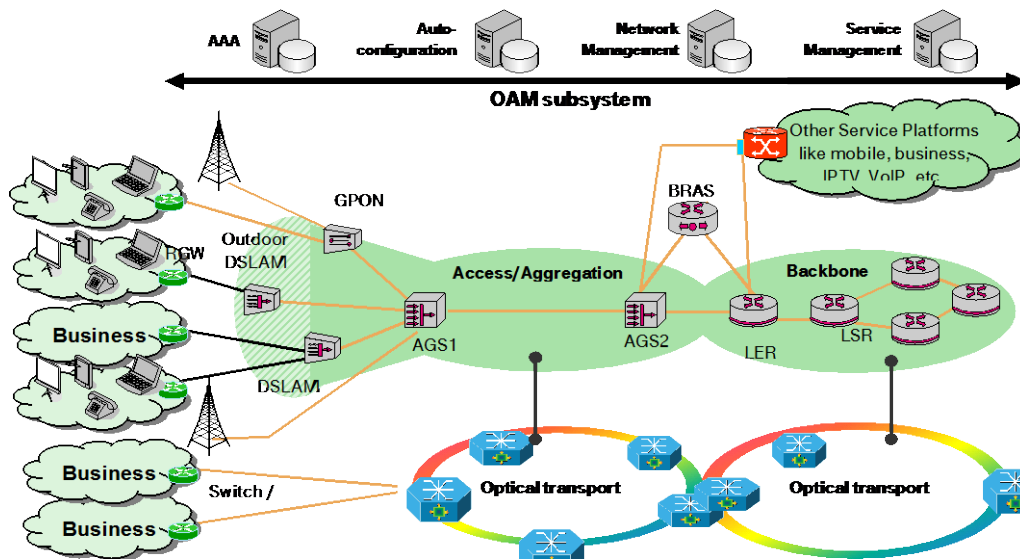 AAA
Auto-
configuration
Network
Management
Service
Management
OAM subsystem
Other Service Platforms
like mobile, business,
IPTV, VoIP, etc
GPON
BRAS
RGW
Outdoor
DSLAM
Access/Aggregation
Backbone
Business
AGS1
AGS2
LER
LSR
DSLAM
Business
Switch /
Optical transport
Optical transport
Business